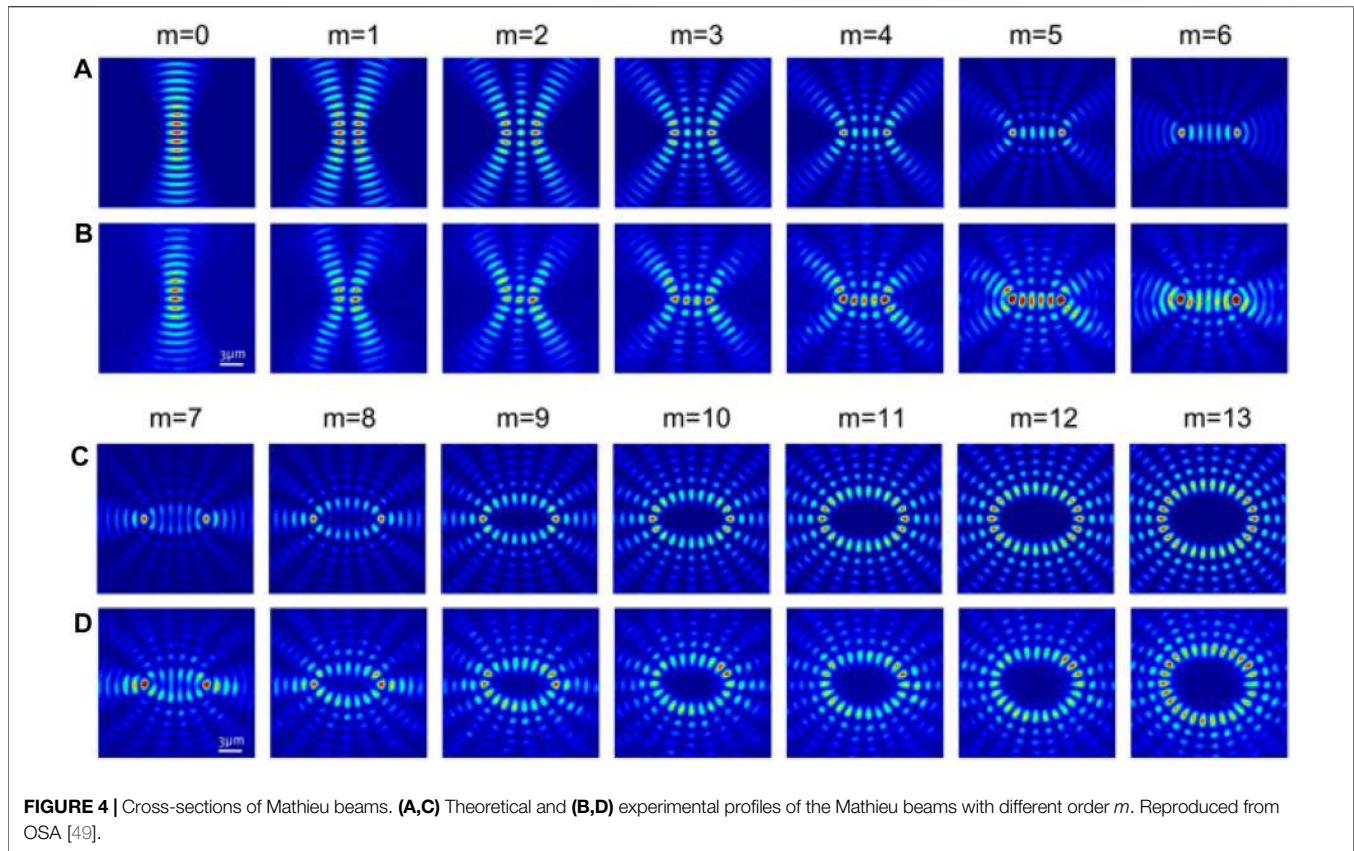 m=0 m=1 m=2 m=3 m=4 m=5 m=6
A
B
3μm
m=7 m=8 m=9 m=10 m=11 m=12 m=13
C
D
3μm
FIGURE 4 | Cross-sections of Mathieu beams. (A,C) Theoretical and (B,D) experimental profiles of the Mathieu beams with different order m. Reproduced from
OSA [49].